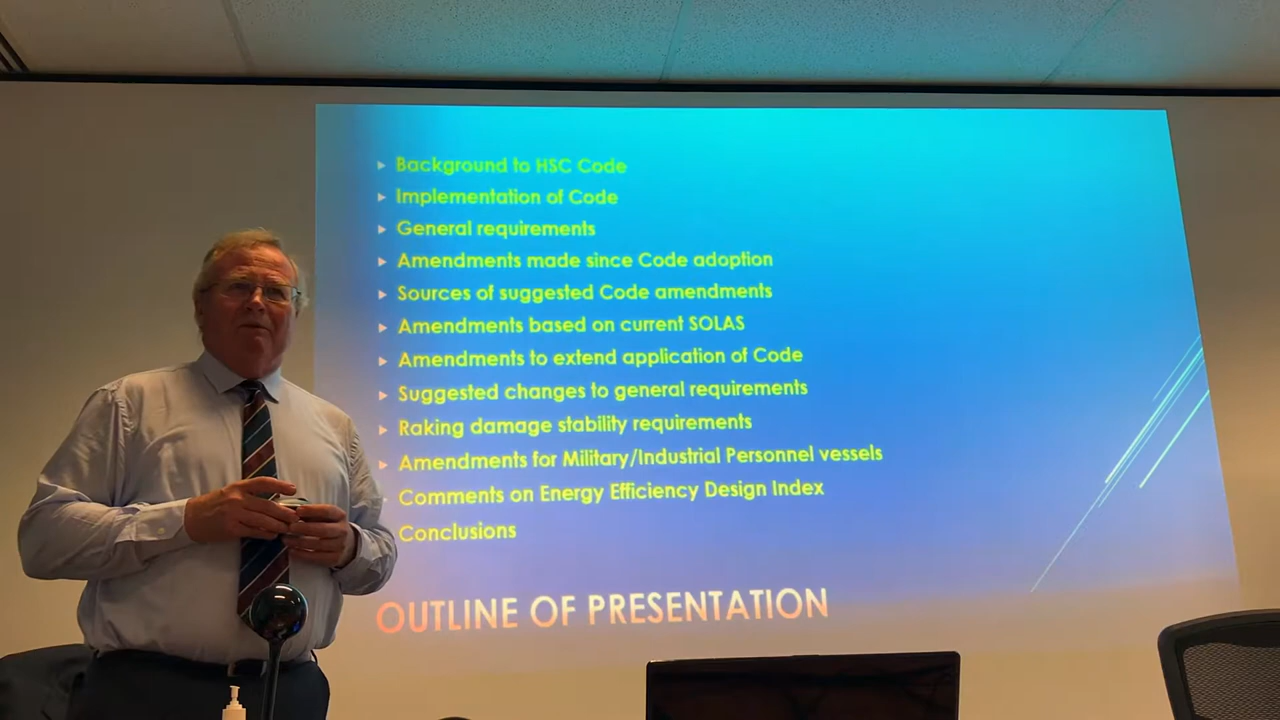 Background to HSC Code
Implementation of Code
General requirements
Amendments made since Code adoption
Sources of suggested Code amendments
Amendments based on current SOLAS
Amendments to extend application of Code
Suggested changes to general requirements
Raking damage stability requirements
Amendments for Military/Industrial Personnel vessels
Comments on Energy Efficiency Design Index
Conclusions
OUTLINE OF PRESENTATION